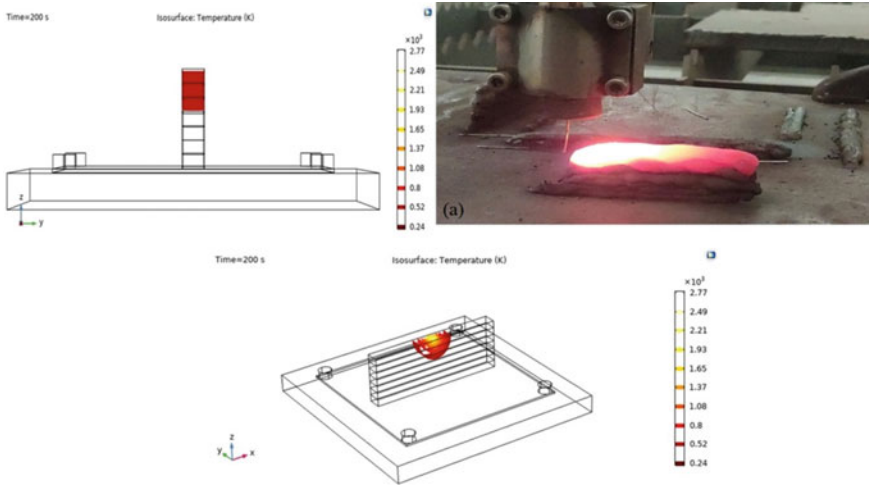 Time=200 s
Isosurface: Temperature (K)
×10³
2.77
2.49
2.21
1.93
1.65
1.37
1.08
0.8
0.52
0.24
z
y
(a)
Time=200 s
Isosurface: Temperature (K)
×10³
2.77
2.49
2.21
1.93
1.65
1.37
1.08
0.8
0.52
0.24
z
y
x